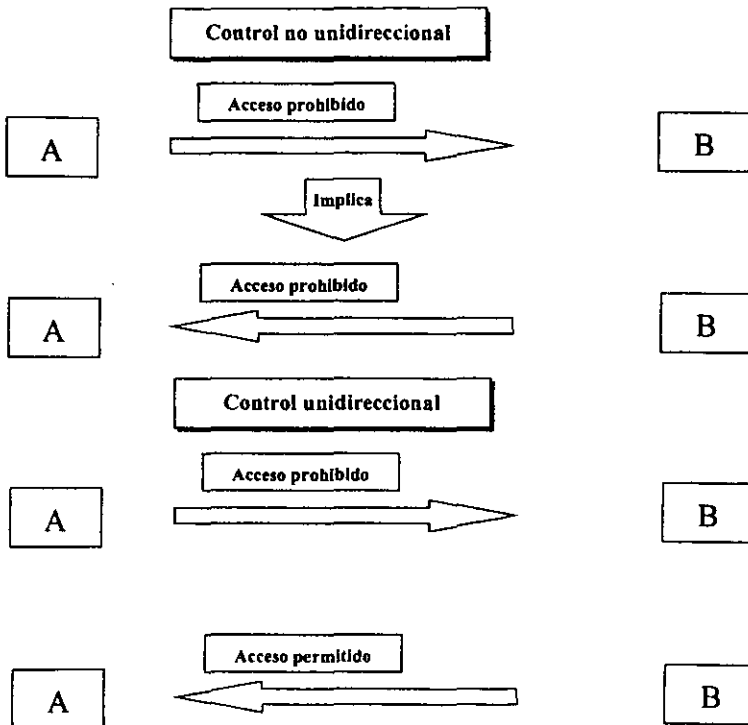 Control no unidireccional
Acceso prohibido
A
B
Implica
Acceso prohibido
A
B
Control unidireccional
Acceso prohibido
A
B
Acceso permitido
A
B